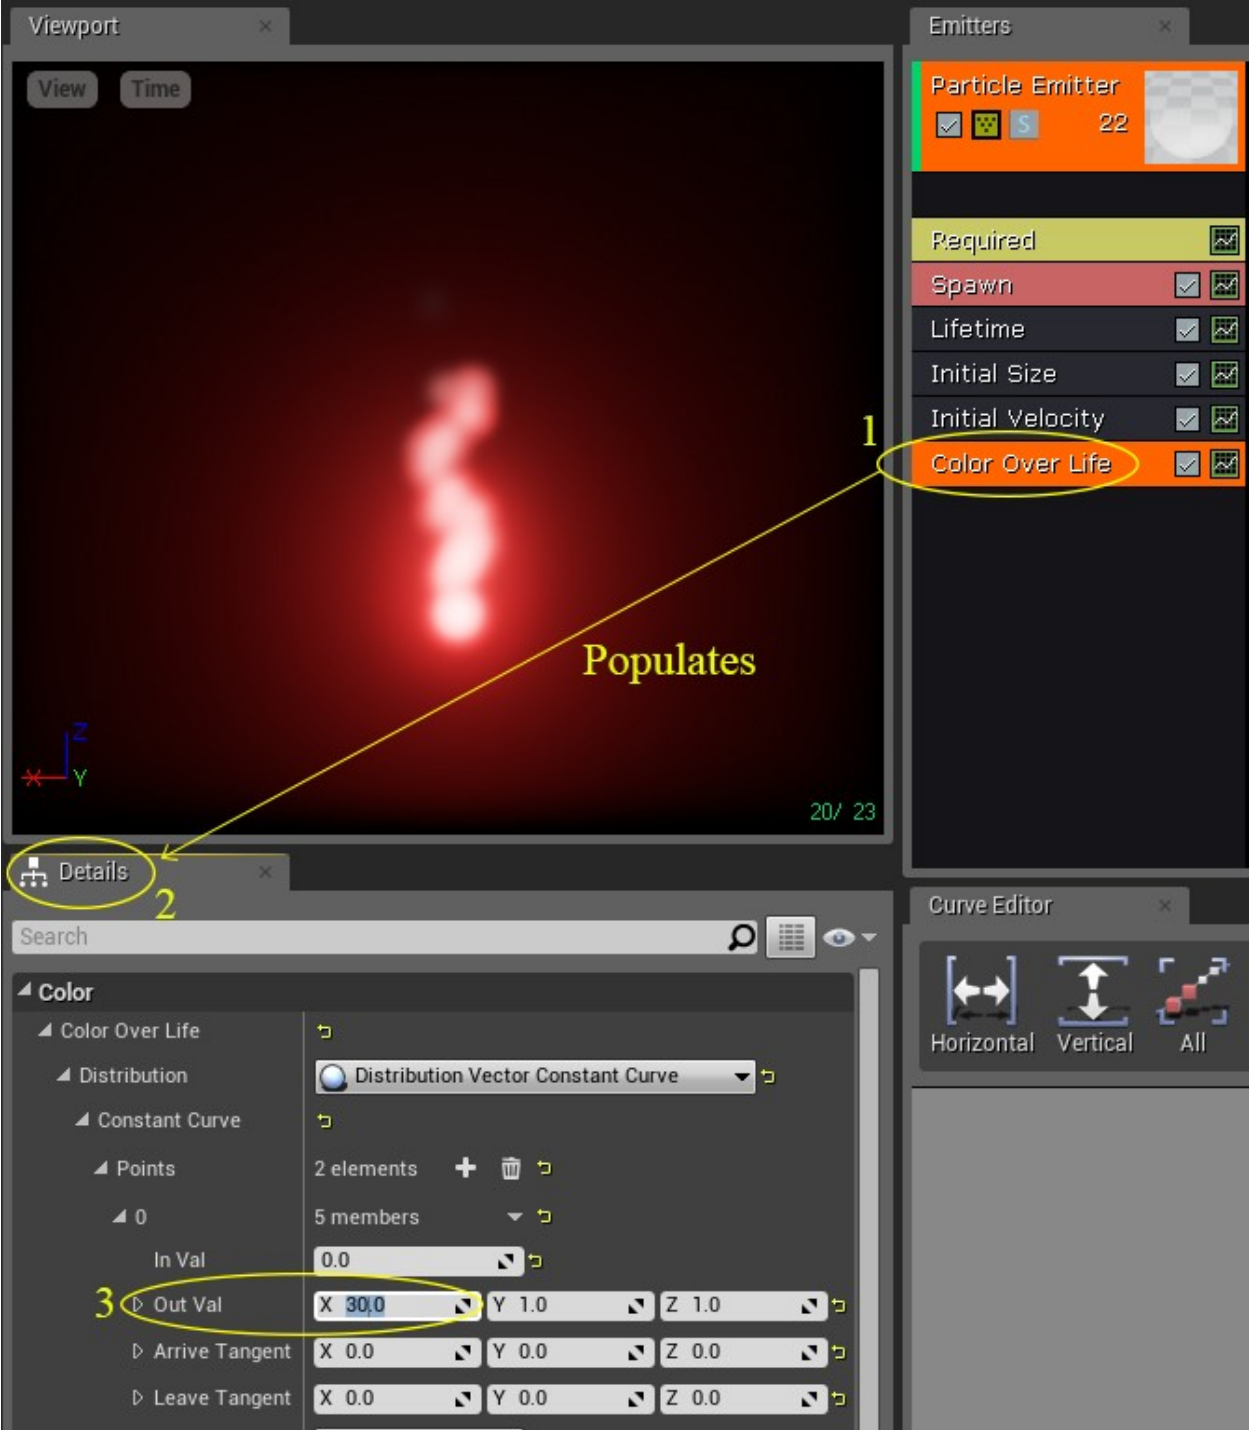 Viewport ×
View Time
X Z Y
20/ 23
Emitters ×
Particle Emitter
S 22
Required
Spawn
Lifetime
Initial Size
Initial Velocity
1
Color Over Life
Populates
Details ×
2
Search
Color
Color Over Life
Distribution Distribution Vector Constant Curve
Constant Curve
Points 2 elements
0 5 members
In Val 0.0
3 Out Val X 30.0 Y 1.0 Z 1.0
Arrive Tangent X 0.0 Y 0.0 Z 0.0
Leave Tangent X 0.0 Y 0.0 Z 0.0
Curve Editor ×
Horizontal Vertical All